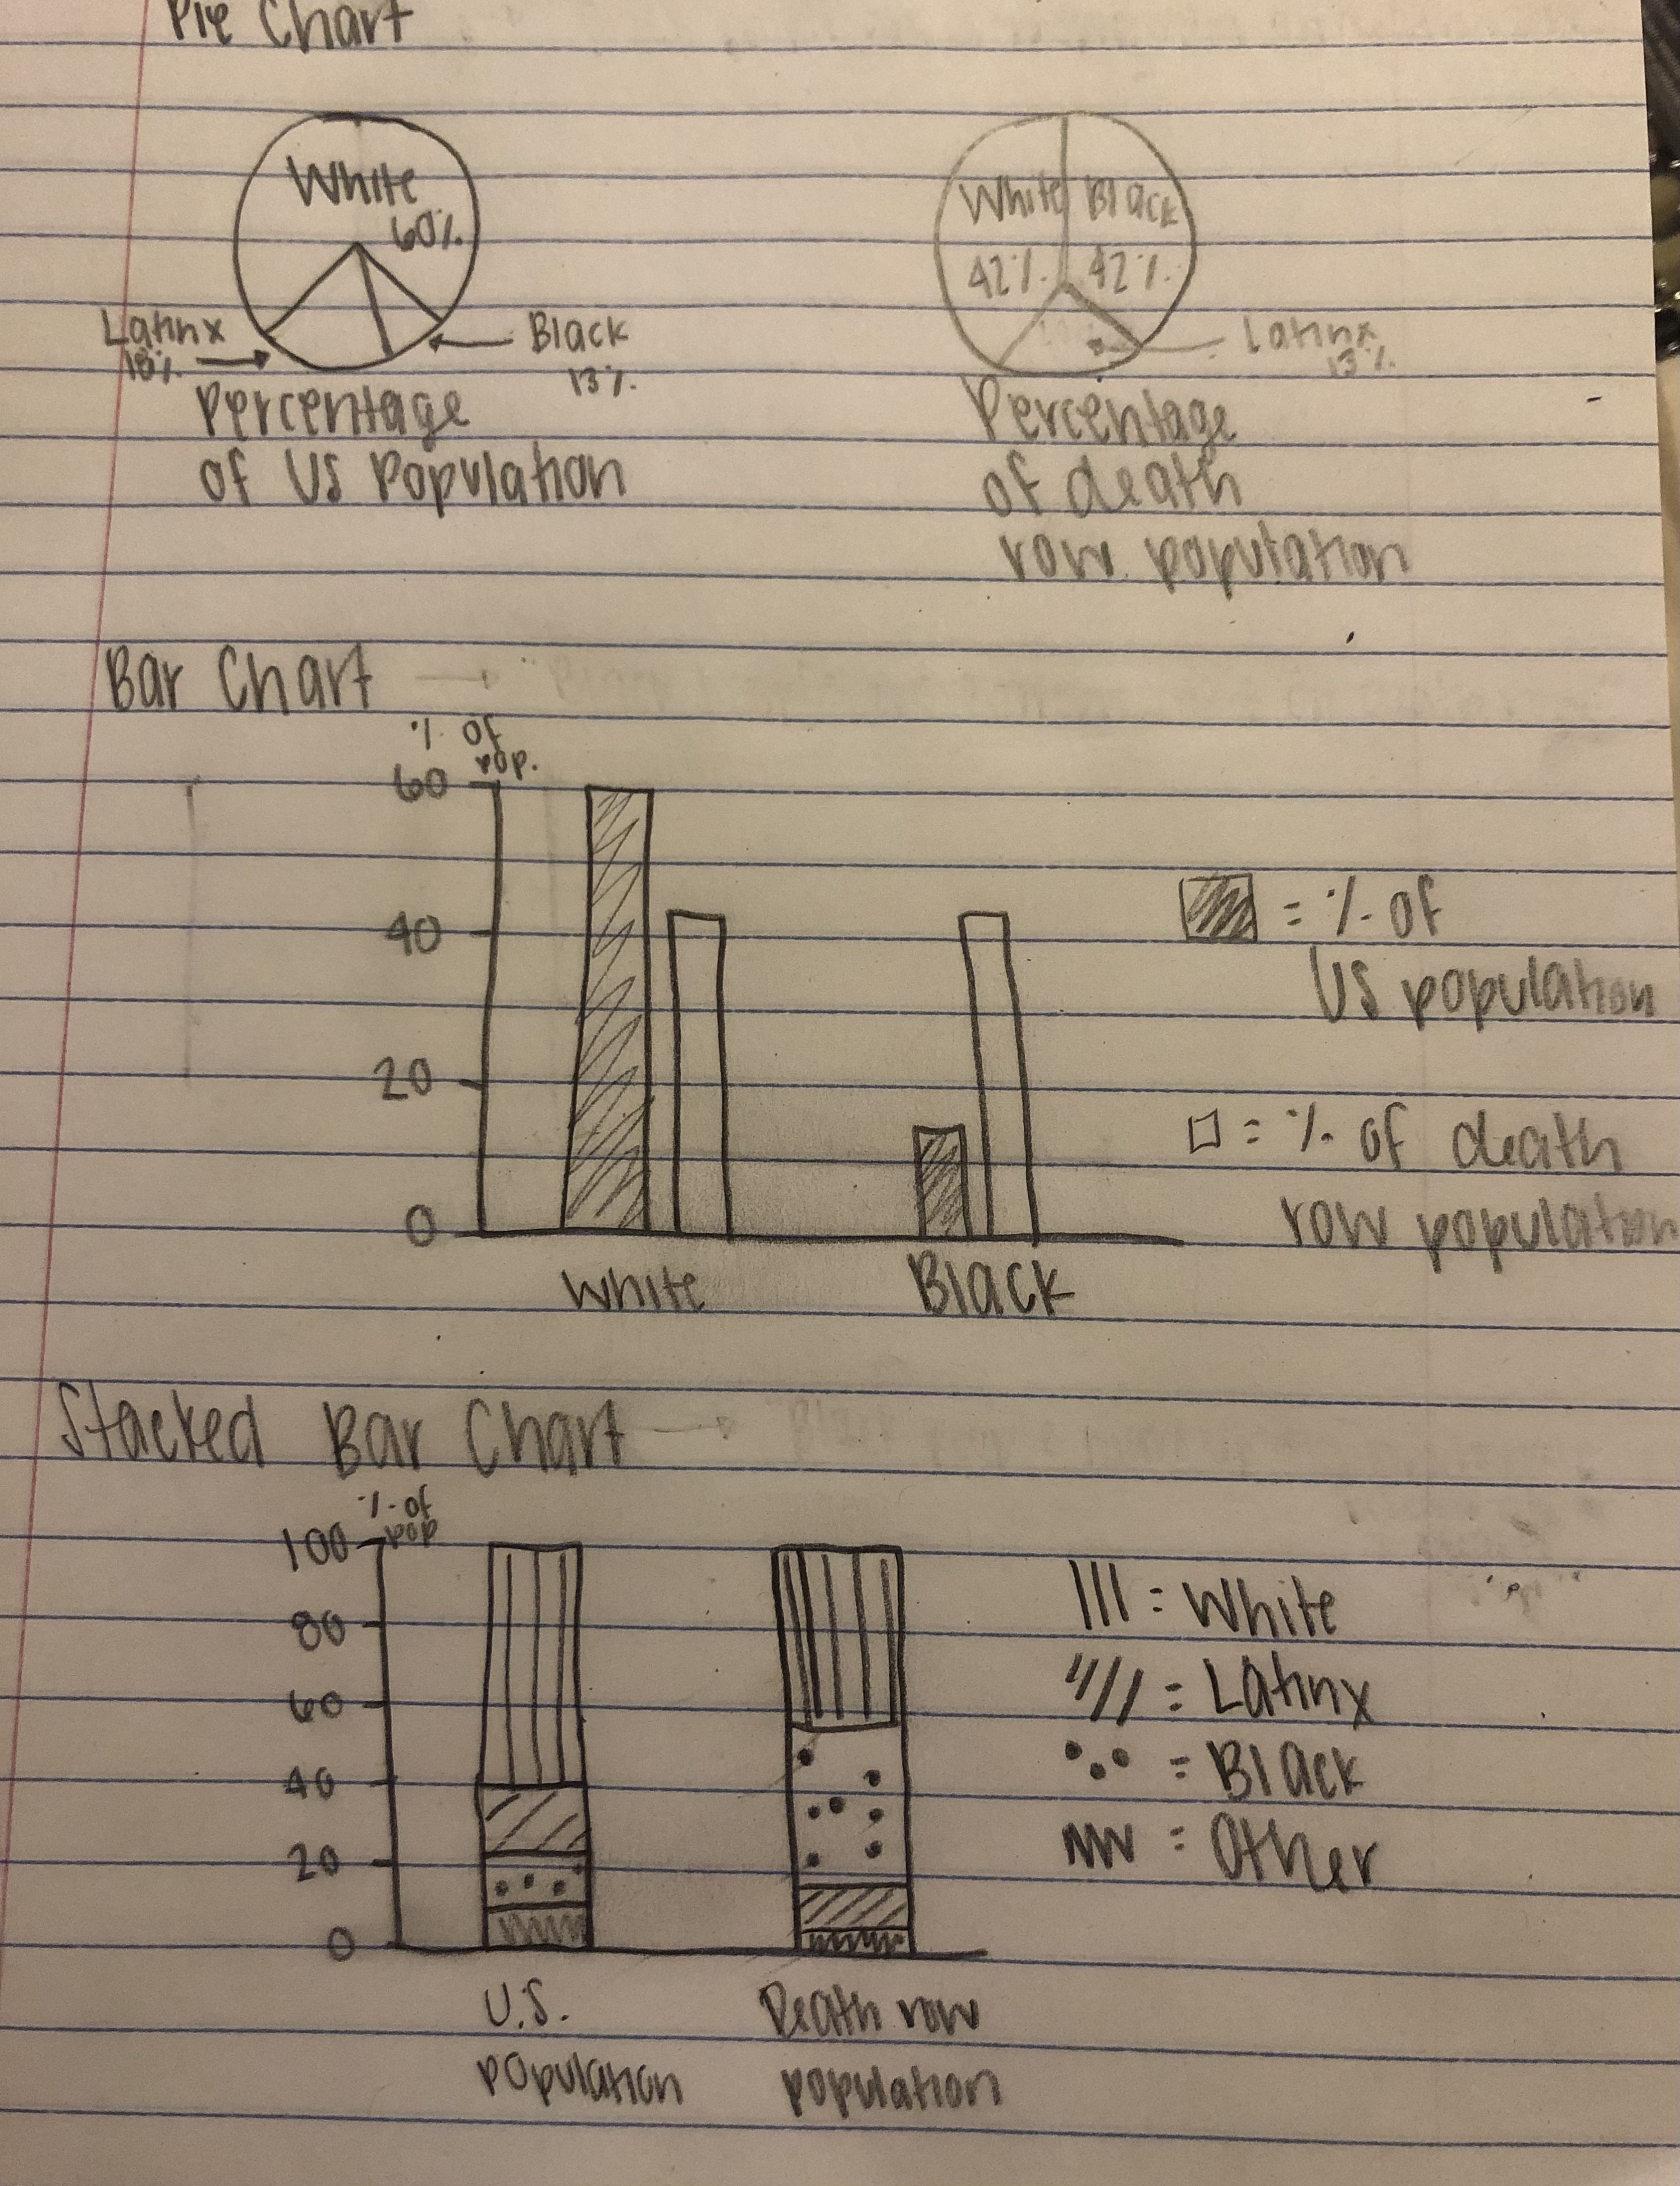 Pie Chart
White
60%
Latinx
18%
Black
13%
Percentage
of US Population
White Black
42% 42%
Latinx
13%
Percentage
of death
row population
Bar Chart
% of
pop.
60
40
20
0
White
Black
= % of
US population
= % of death
row population
Stacked Bar Chart
% of
pop
100
80
60
40
20
0
U.S.
population
Death row
population
= White
= Latinx
= Black
= Other